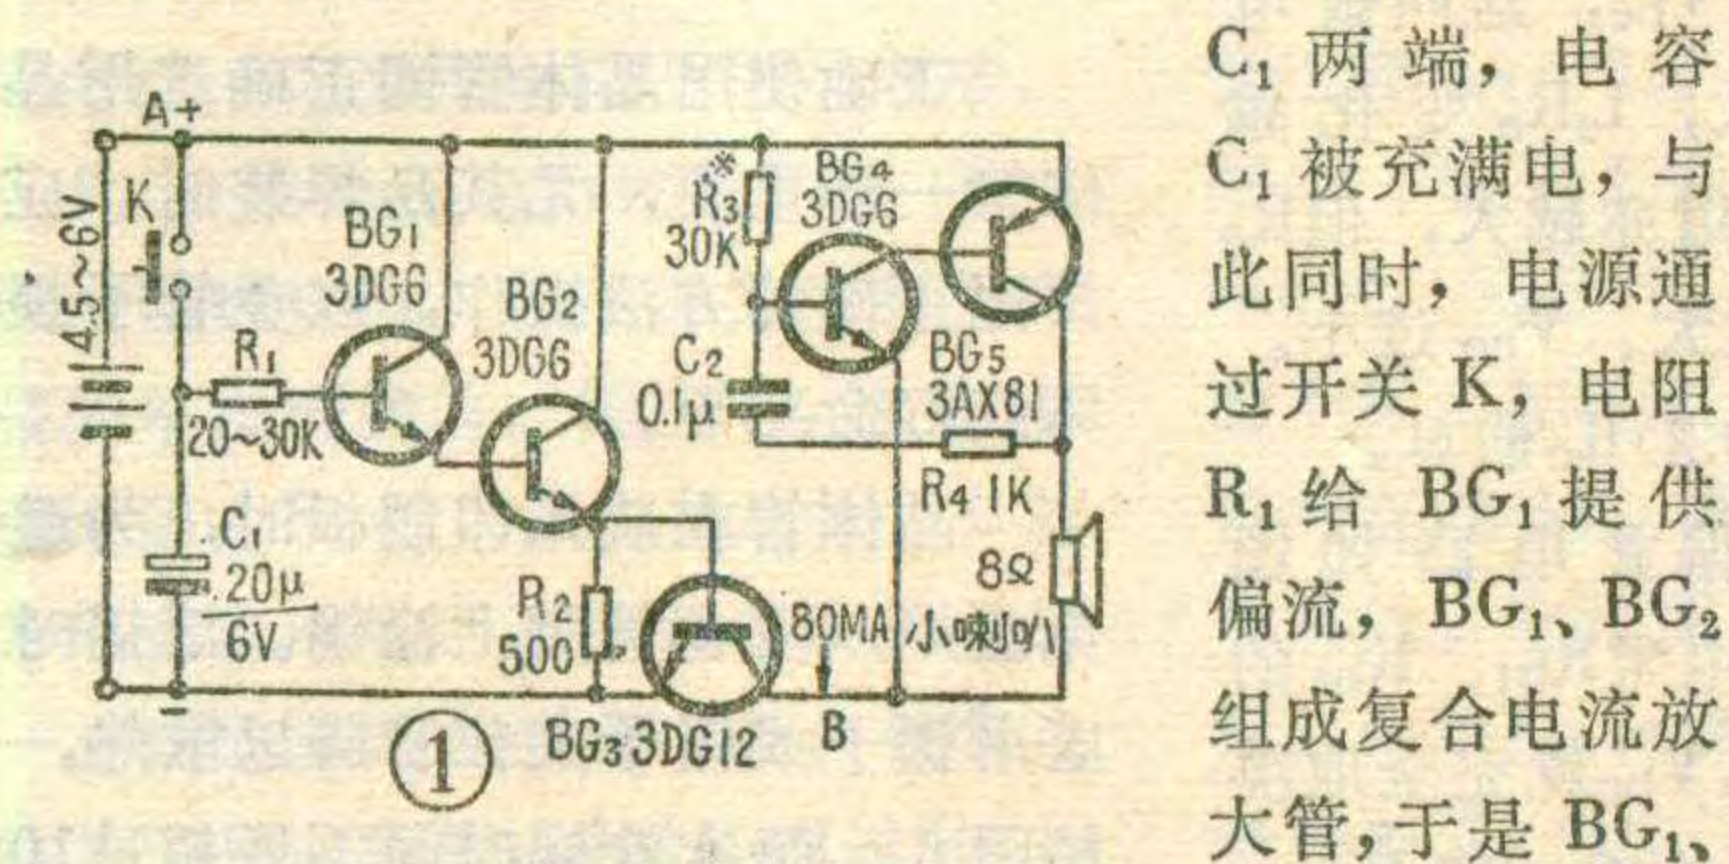 A+
K
4.5~6V
BG1
3DG6
BG2
3DG6
R1
20~30K
C1
20μ
6V
R2
500
BG3 3DG12
80MA
B
R3
30K
※
BG4
3DG6
BG5
3AX81
C2
0.1μ
R4 1K
8Ω
小喇叭
-
①
C₁ 两端，电容
C₁ 被充满电，与
此同时，电源通
过开关 K，电阻
R₁ 给 BG₁ 提供
偏流，BG₁、BG₂
组成复合电流放
大管，于是 BG₁、